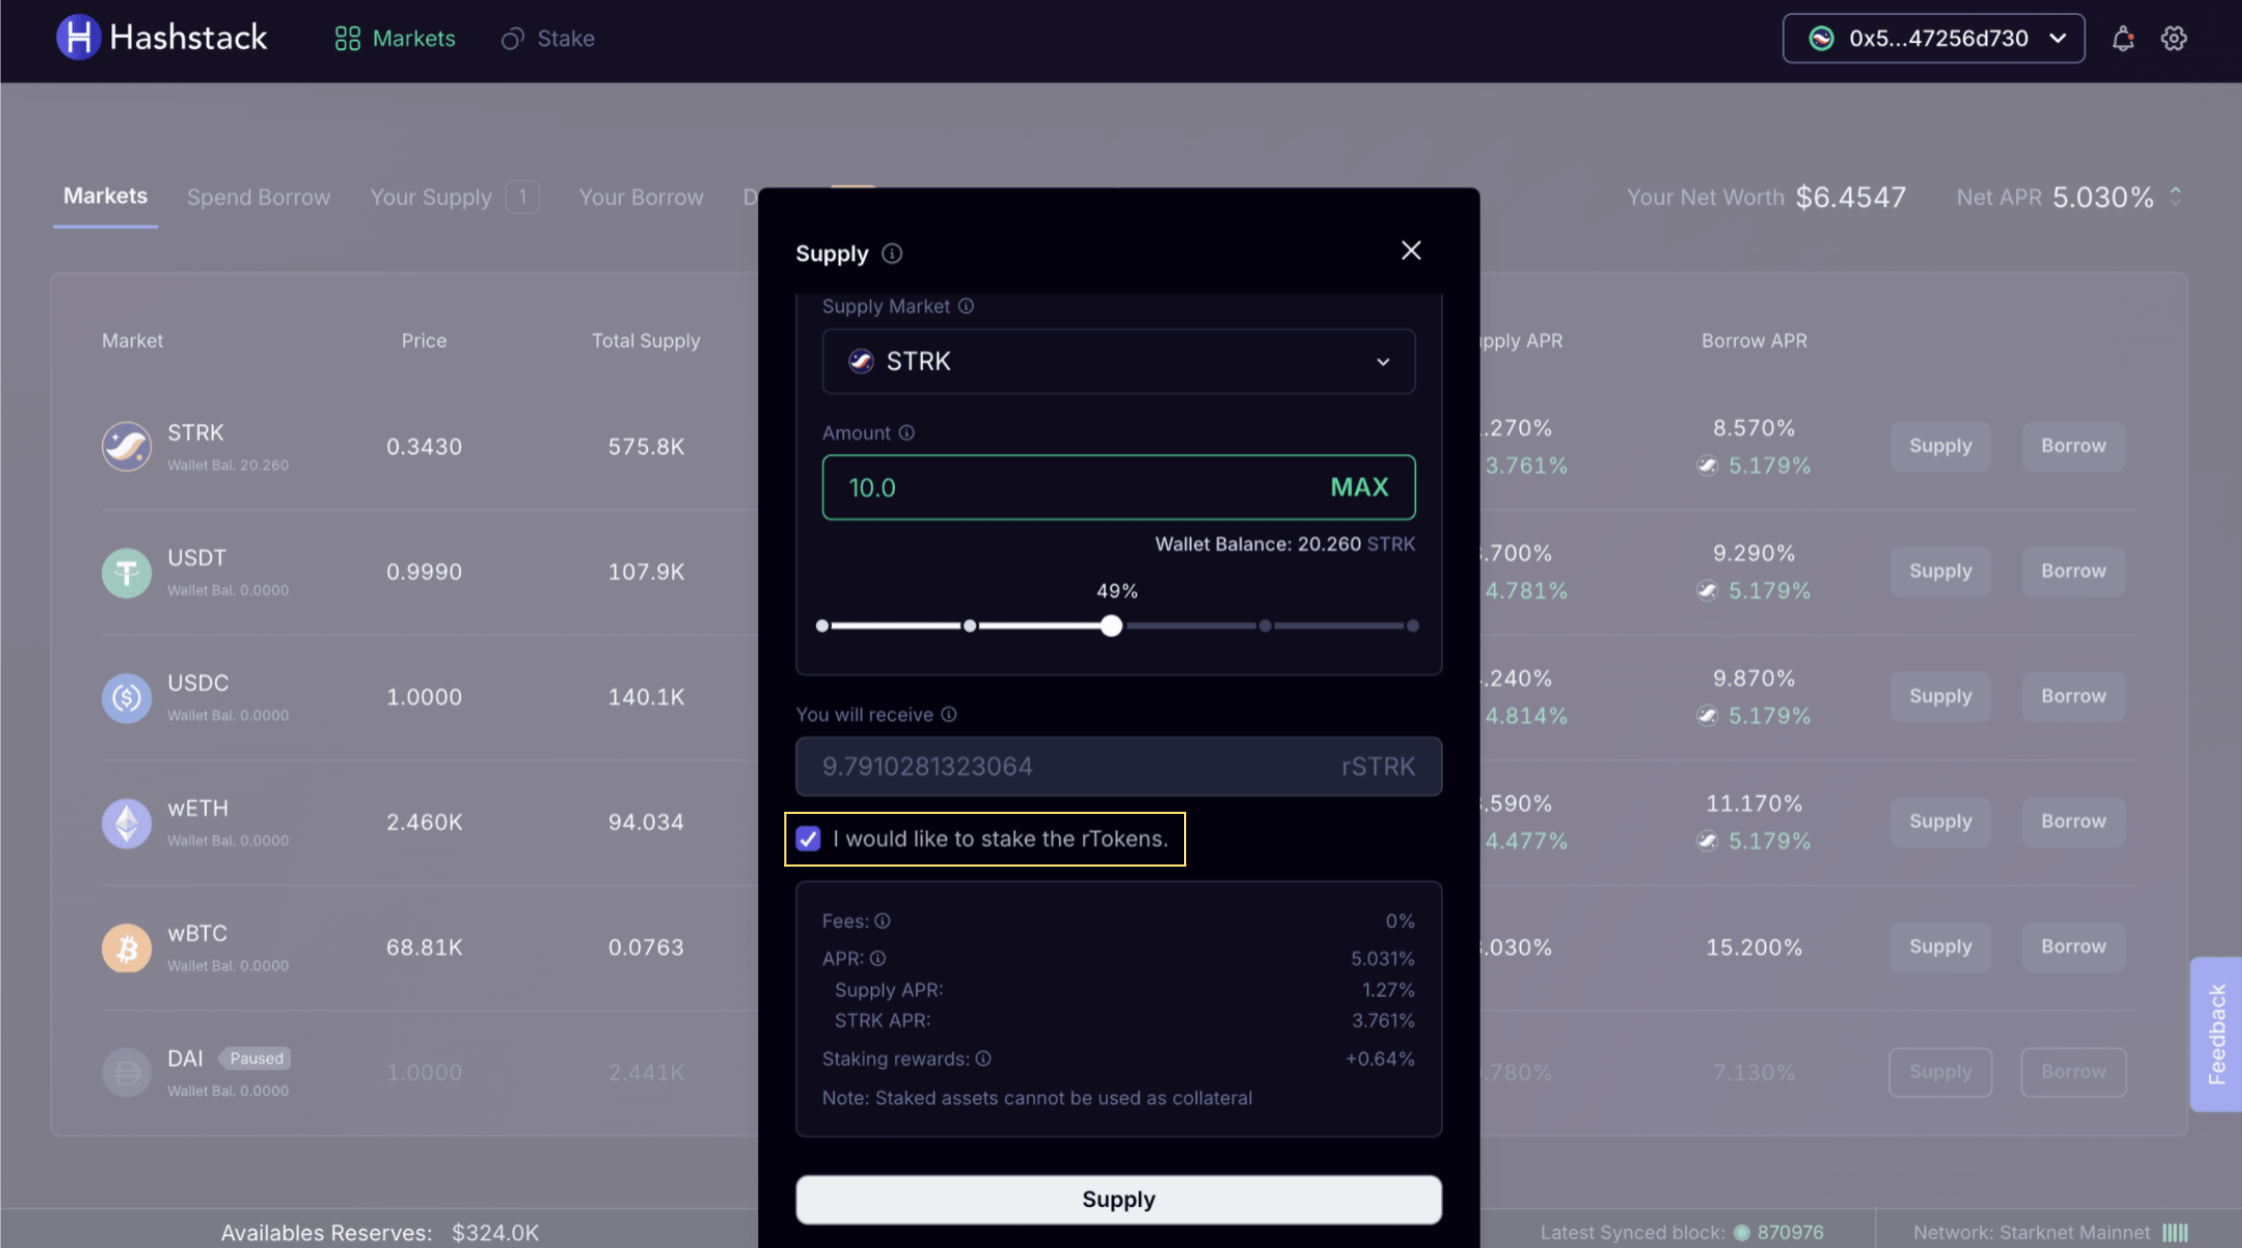 Hashstack
Markets
Stake
0x5...47256d730
Markets
Spend Borrow
Your Supply 1
Your Borrow
D
Your Net Worth $6.4547
Net APR 5.030%
Market
Price
Total Supply
pply APR
Borrow APR
STRK
Wallet Bal. 20.260
0.3430
575.8K
.270%
3.761%
8.570%
5.179%
Supply
Borrow
USDT
Wallet Bal. 0.0000
0.9990
107.9K
.700%
4.781%
9.290%
5.179%
Supply
Borrow
USDC
Wallet Bal. 0.0000
1.0000
140.1K
.240%
4.814%
9.870%
5.179%
Supply
Borrow
wETH
Wallet Bal. 0.0000
2.460K
94.034
.590%
4.477%
11.170%
5.179%
Supply
Borrow
wBTC
Wallet Bal. 0.0000
68.81K
0.0763
.030%
15.200%
Supply
Borrow
DAI Paused
Wallet Bal. 0.0000
1.0000
2.441K
.780%
7.130%
Supply
Borrow
Supply
Supply Market
STRK
Amount
10.0 MAX
Wallet Balance: 20.260 STRK
49%
You will receive
9.7910281323064 rSTRK
I would like to stake the rTokens.
Fees: 0%
APR: 5.031%
Supply APR: 1.27%
STRK APR: 3.761%
Staking rewards: +0.64%
Note: Staked assets cannot be used as collateral
Supply
Feedback
Availables Reserves: $324.0K
Latest Synced block: 870976
Network: Starknet Mainnet